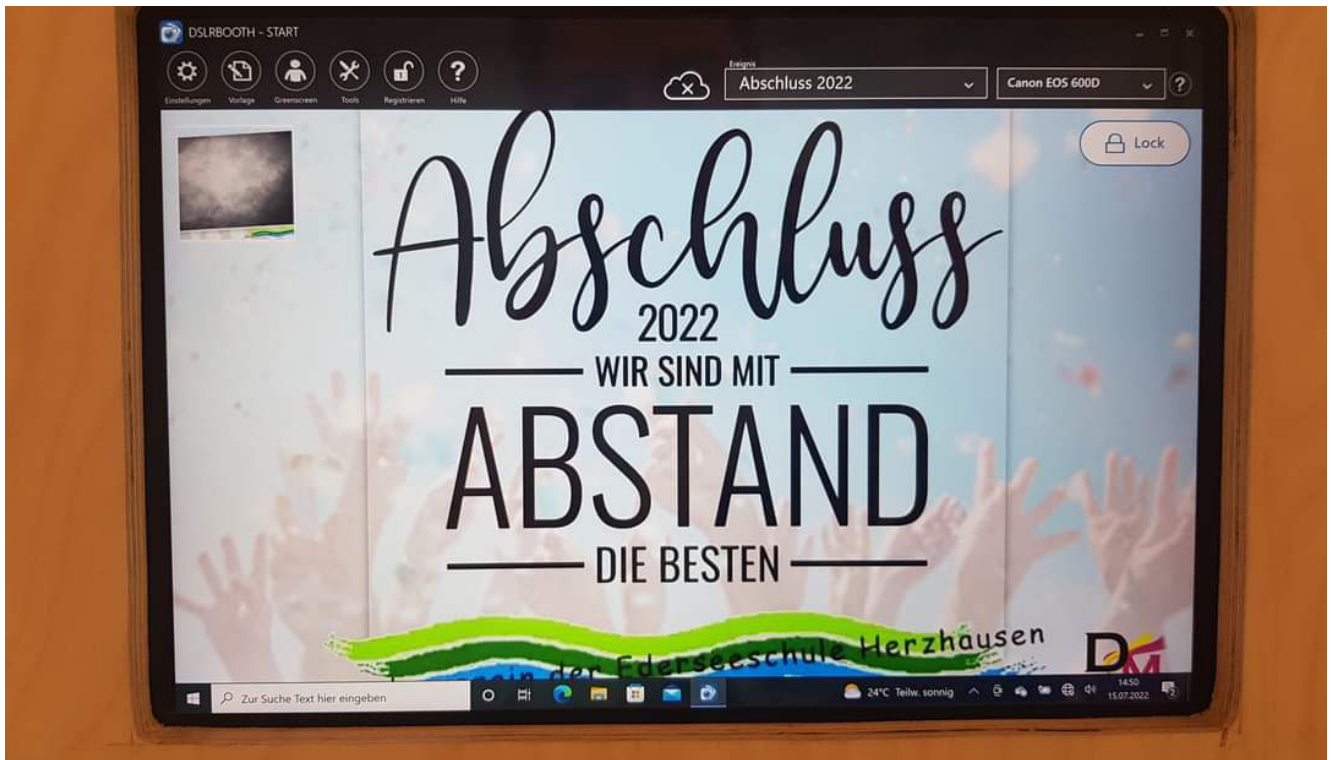 DSLRBOOTH - START
Einstellungen Vorlage Greenscreen Tools Registrieren Hilfe
Ereignis
Abschluss 2022
Canon EOS 600D
?
Lock
Abschluss
2022
WIR SIND MIT
ABSTAND
DIE BESTEN
der Ederseeschule Herzhausen
DM
Zur Suche Text hier eingeben
24°C Teilw. sonnig
14:50
15.07.2022
2